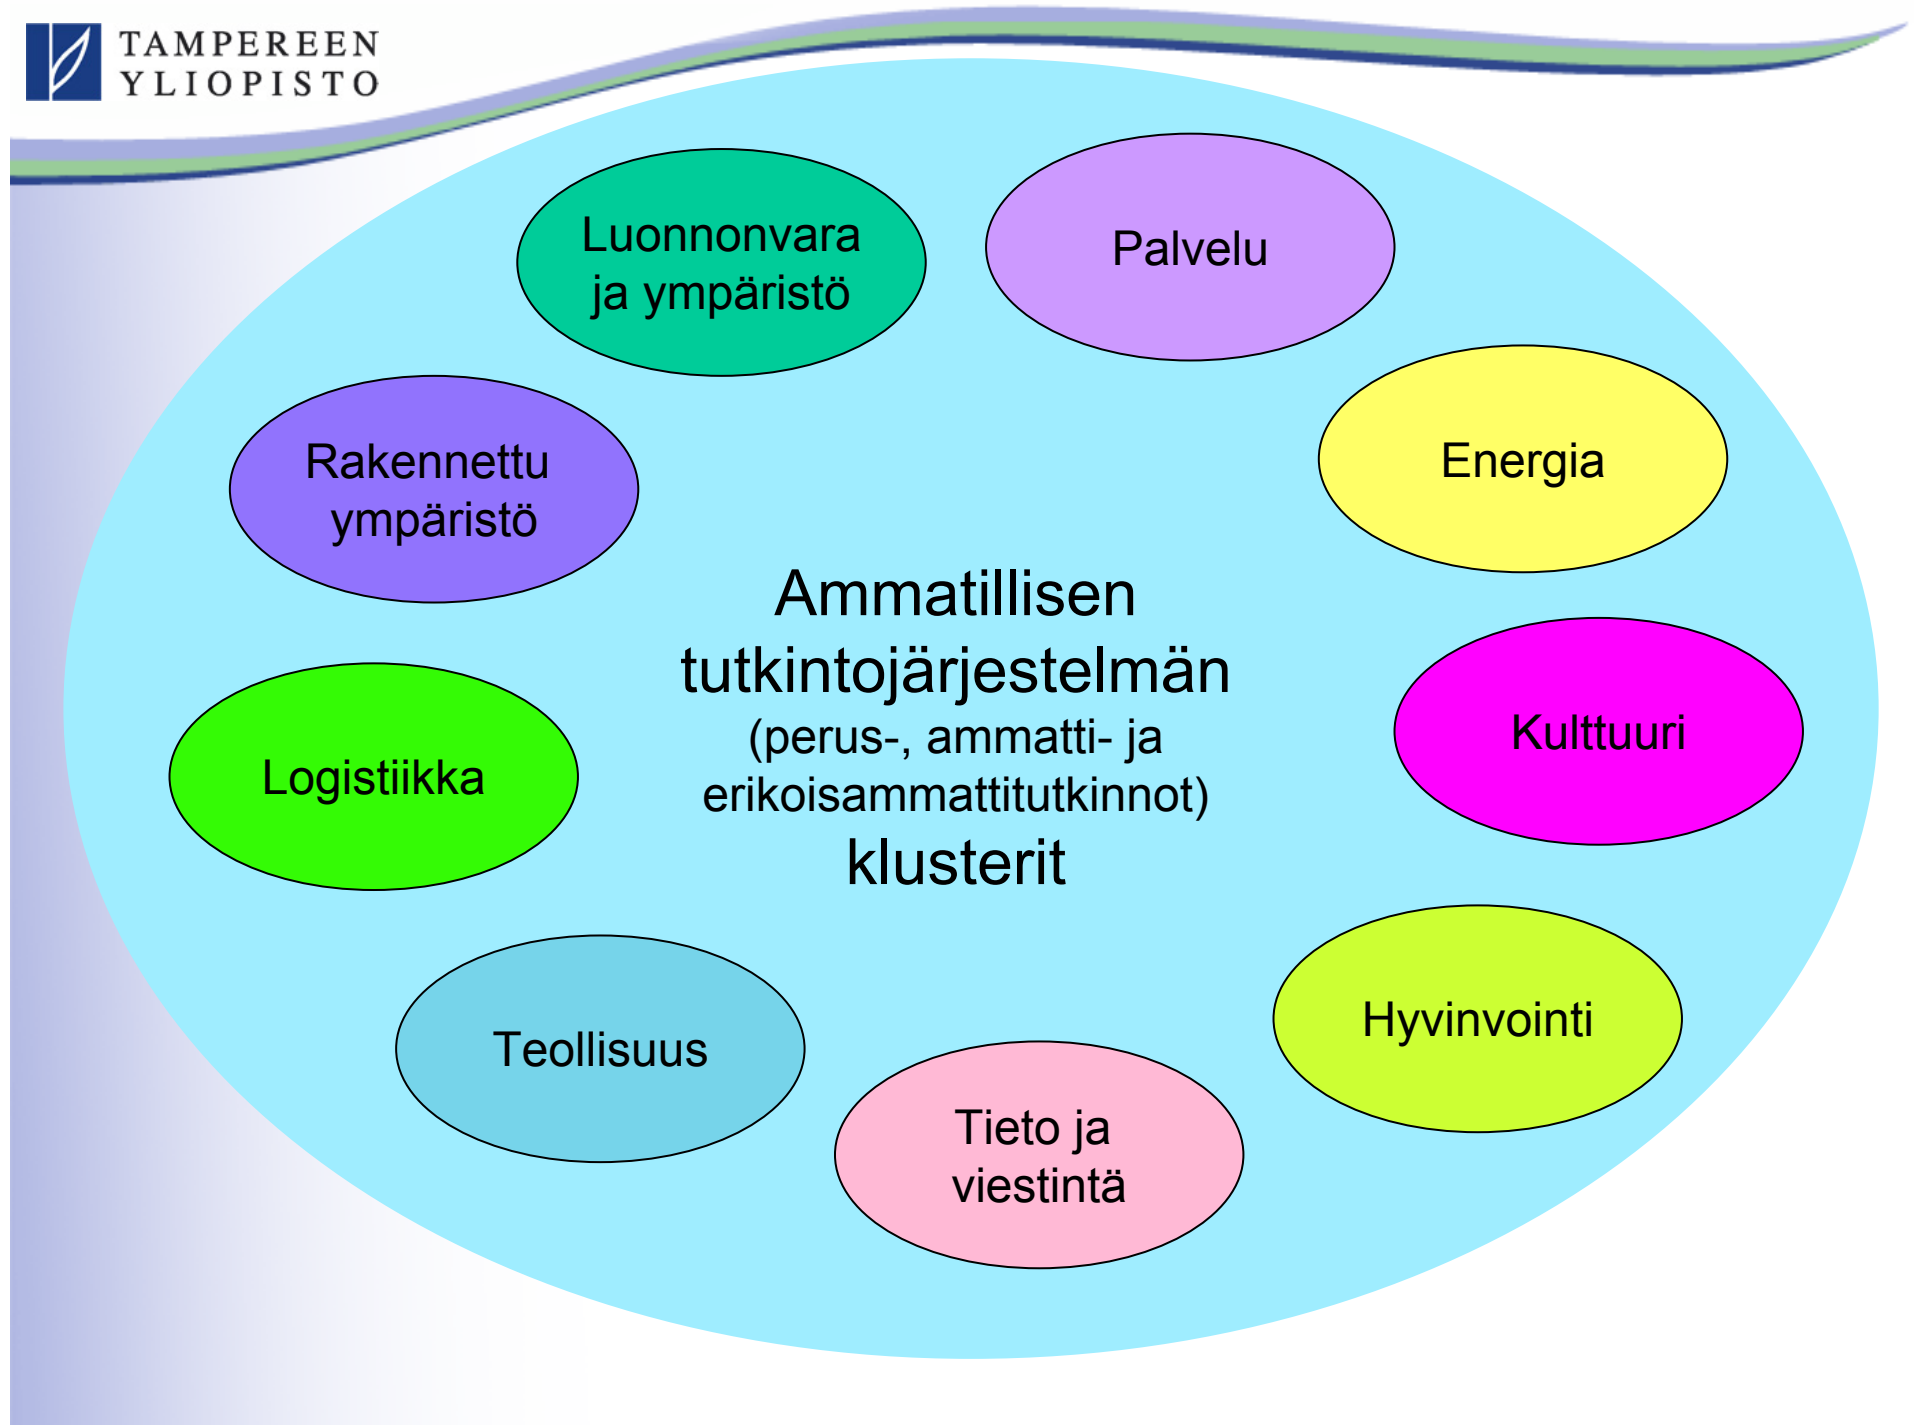 TAMPEREEN
YLIOPISTO
Luonnonvara
ja ympäristö
Palvelu
Rakennettu
ympäristö
Energia
Ammatillisen
tutkintojärjestelmän
(perus-, ammatti- ja
erikoisammattitutkinnot)
klusterit
Kulttuuri
Logistiikka
Hyvinvointi
Teollisuus
Tieto ja
viestintä